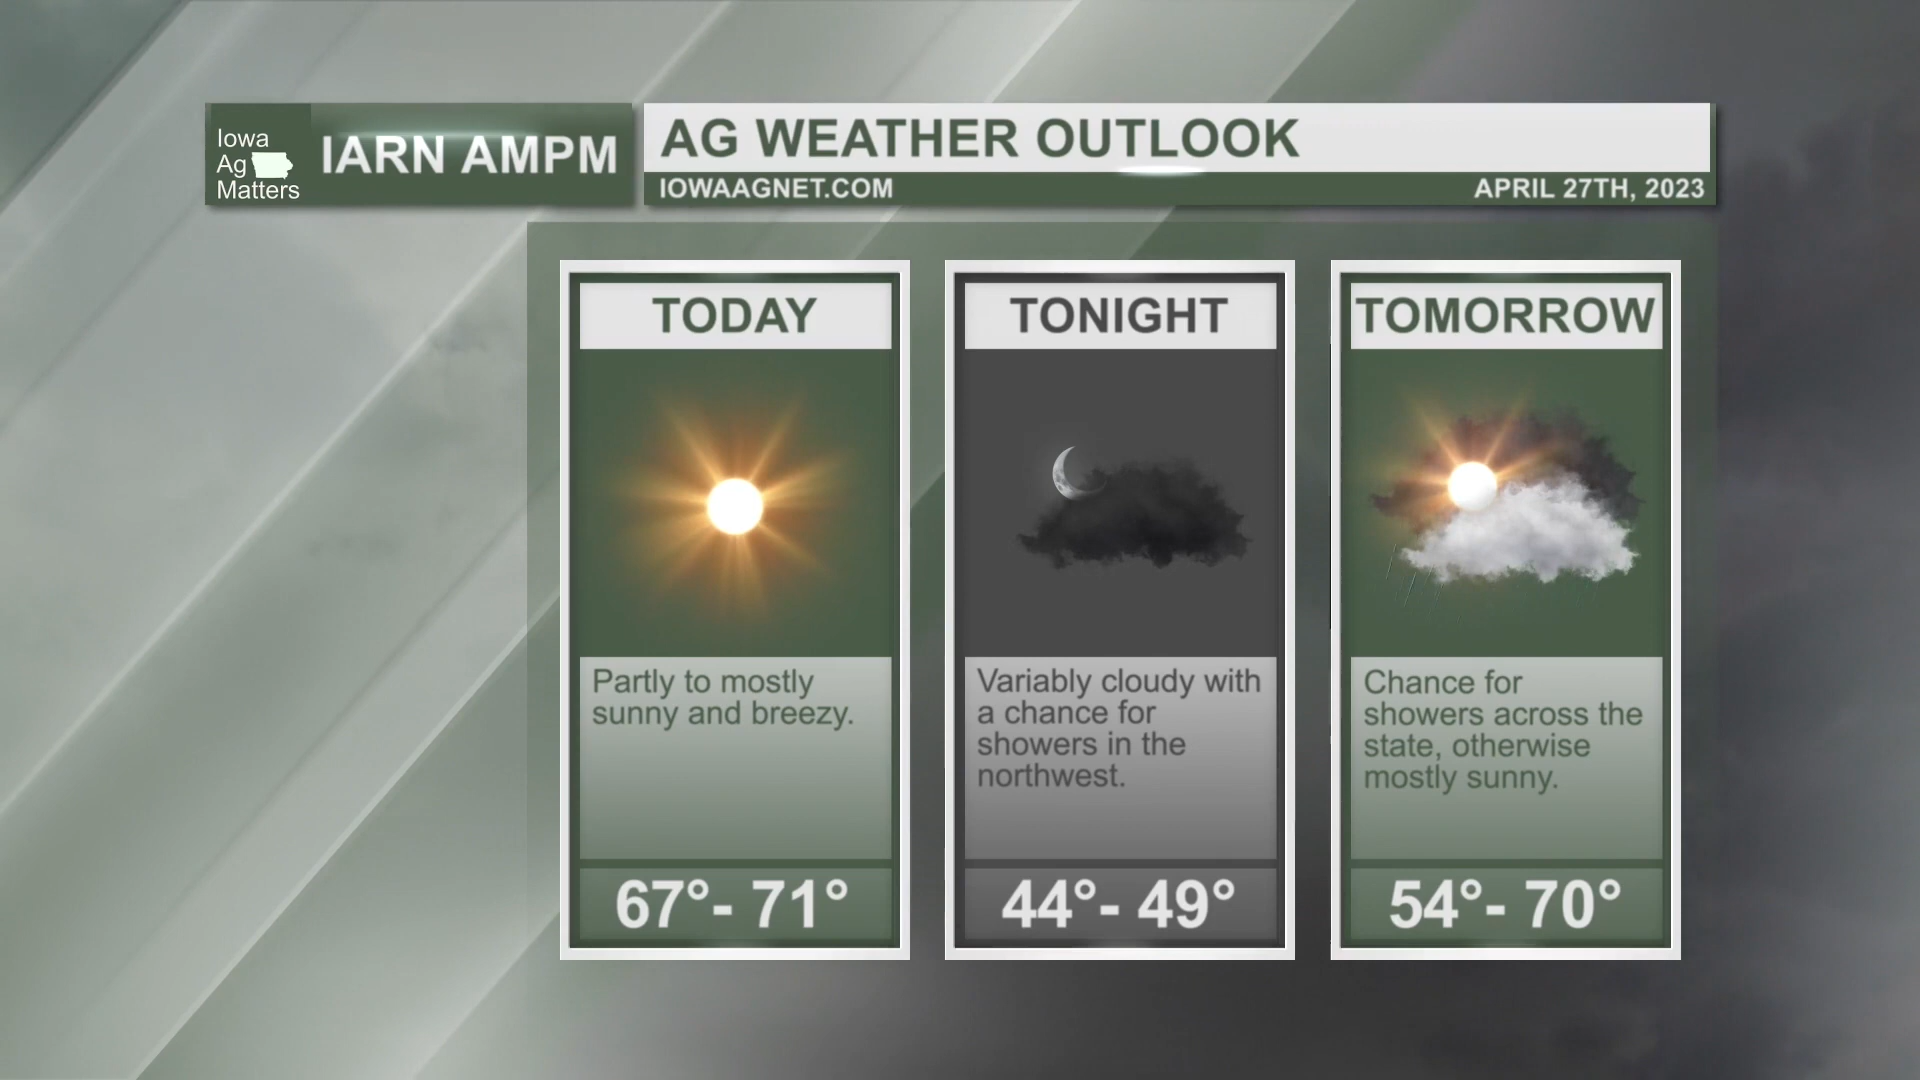 Iowa
Ag
Matters
IARN AMPM
AG WEATHER OUTLOOK
IOWAAGNET.COM
APRIL 27TH, 2023
TODAY
Partly to mostly
sunny and breezy.
67°- 71°
TONIGHT
Variably cloudy with
a chance for
showers in the
northwest.
44°- 49°
TOMORROW
Chance for
showers across the
state, otherwise
mostly sunny.
54°- 70°